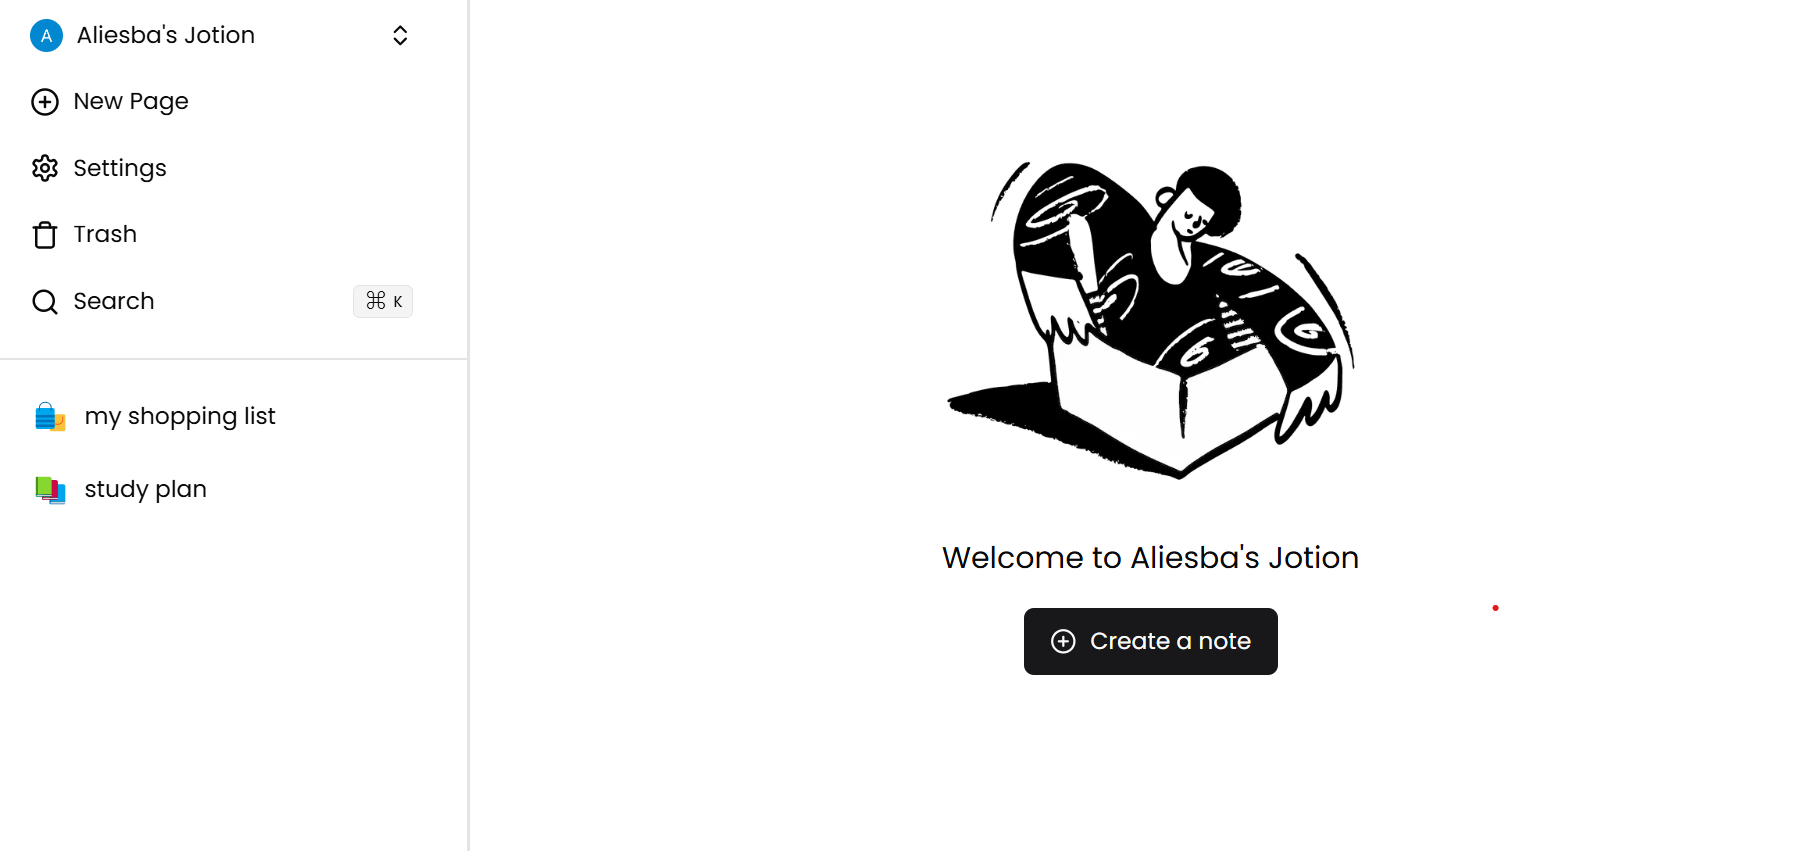 A Aliesba's Jotion
New Page
Settings
Trash
Search ⌘ K
my shopping list
study plan
Welcome to Aliesba's Jotion
Create a note